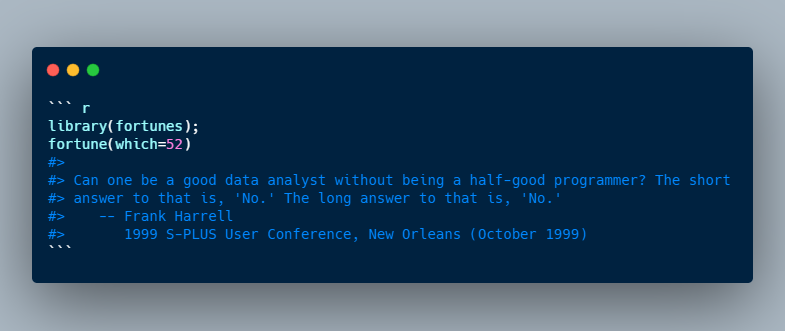 ``` r
library(fortunes);
fortune(which=52)
#>
#> Can one be a good data analyst without being a half-good programmer? The short
#> answer to that is, 'No.' The long answer to that is, 'No.'
#>    -- Frank Harrell
#>       1999 S-PLUS User Conference, New Orleans (October 1999)
```